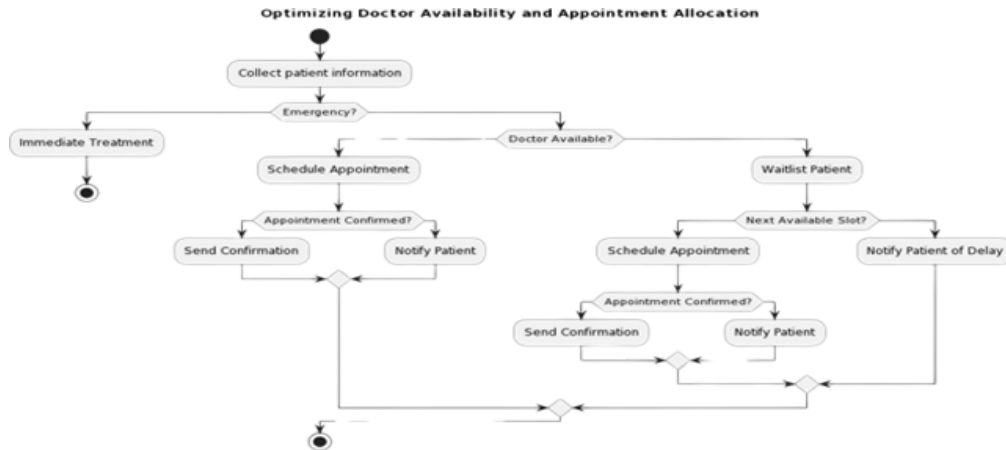 Optimizing Doctor Availability and Appointment Allocation
Collect patient information
Emergency?
Immediate Treatment
Doctor Available?
Schedule Appointment
Waitlist Patient
Appointment Confirmed?
Next Available Slot?
Send Confirmation
Notify Patient
Schedule Appointment
Notify Patient of Delay
Appointment Confirmed?
Send Confirmation
Notify Patient